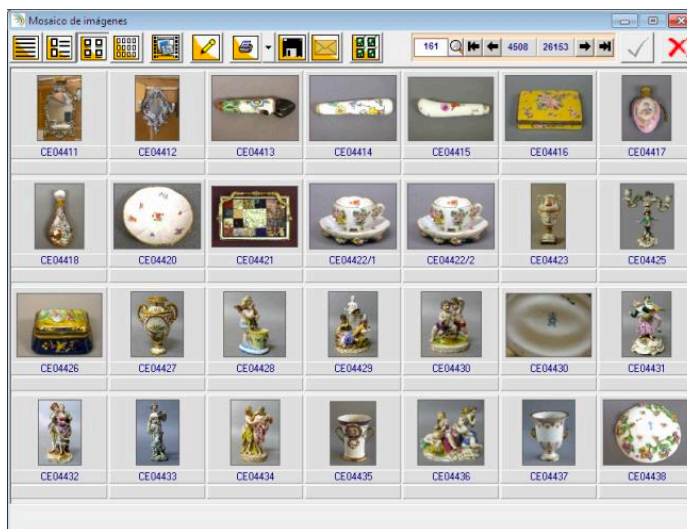 Mosaico de imágenes
161 4508 26153
CE04411 CE04412 CE04413 CE04414 CE04415 CE04416 CE04417
CE04418 CE04420 CE04421 CE04422/1 CE04422/2 CE04423 CE04425
CE04426 CE04427 CE04428 CE04429 CE04430 CE04430 CE04431
CE04432 CE04433 CE04434 CE04435 CE04436 CE04437 CE04438